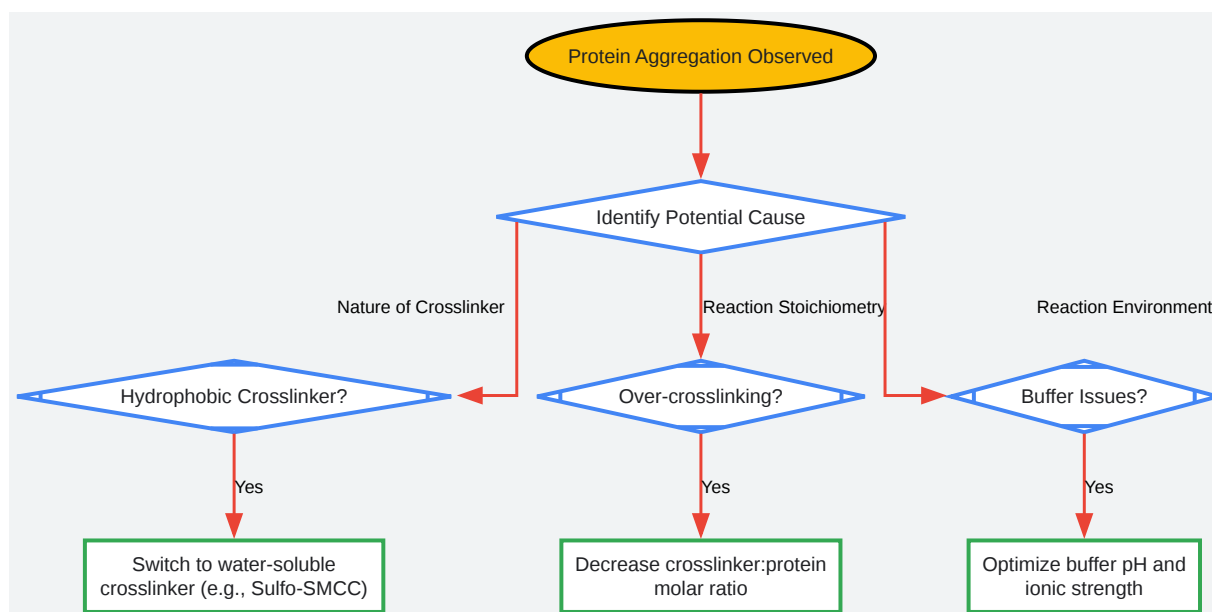 Protein Aggregation Observed
Identify Potential Cause
Nature of Crosslinker
Reaction Stoichiometry
Reaction Environment
Hydrophobic Crosslinker?
Over-crosslinking?
Buffer Issues?
Yes
Yes
Yes
Switch to water-soluble
crosslinker (e.g., Sulfo-SMCC)
Decrease crosslinker:protein
molar ratio
Optimize buffer pH and
ionic strength